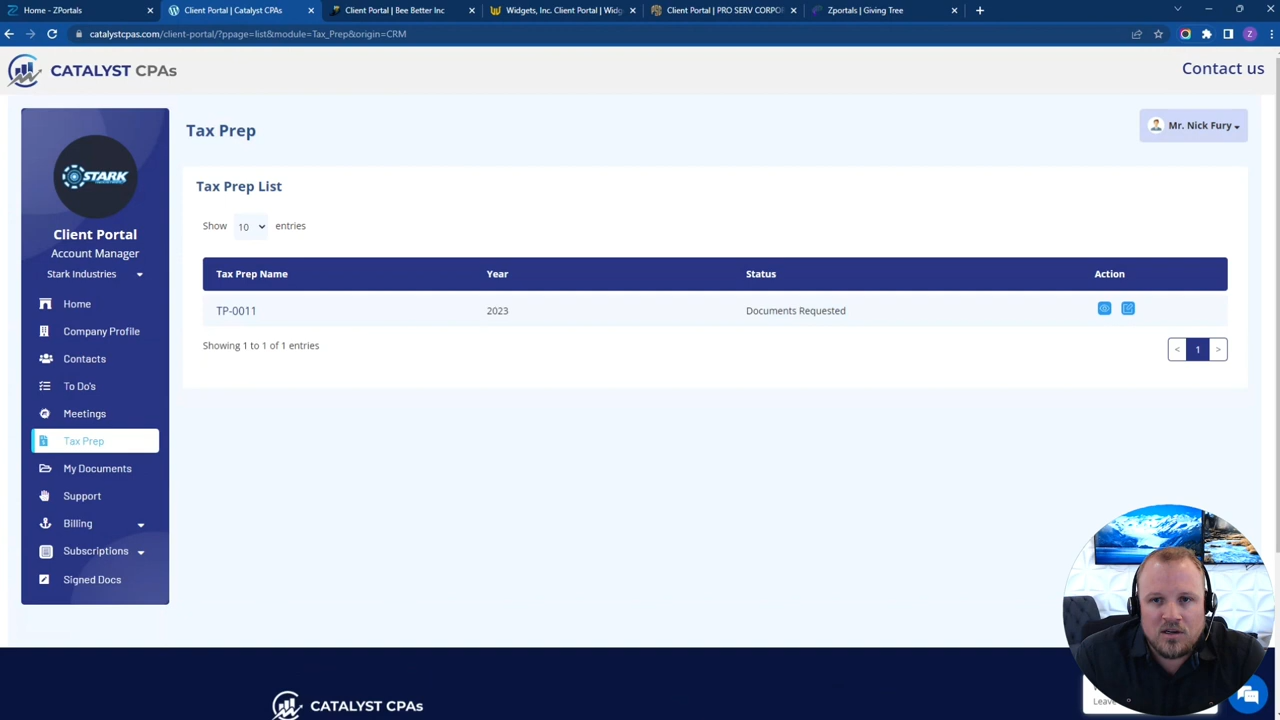 Home - ZPortals
Client Portal | Catalyst CPAs
Client Portal | Bee Better Inc
Widgets, Inc. Client Portal | Widg
Client Portal | PRO SERV CORPOR
Zportals | Giving Tree
catalystcpas.com/client-portal/?ppage=list&module=Tax_Prep&origin=CRM
Z
CATALYST CPAs
Contact us
STARK
Client Portal
Account Manager
Stark Industries
Home
Company Profile
Contacts
To Do's
Meetings
Tax Prep
My Documents
Support
Billing
Subscriptions
Signed Docs
Tax Prep
Mr. Nick Fury
Tax Prep List
Show 10 entries
Tax Prep Name Year Status Action
TP-0011 2023 Documents Requested
Showing 1 to 1 of 1 entries
< 1 >
CATALYST CPAs
Leave